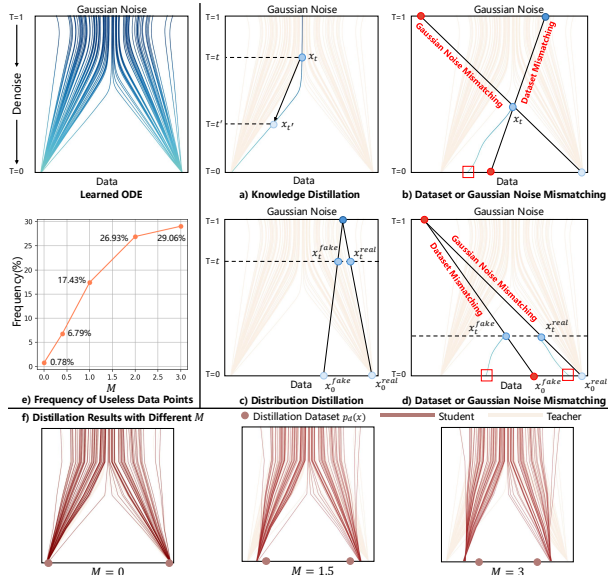 Gaussian Noise
T=1
Denoise
T=0
Data
Learned ODE
Gaussian Noise
T=1
T=t
x_t
T=t'
x_{t'}
T=0
Data
a) Knowledge Distillation
Gaussian Noise
T=1
Gaussian Noise Mismatching
Dataset Mismatching
x_t
T=0
Data
b) Dataset or Gaussian Noise Mismatching
Frequency(%)
30
25
20
15
10
5
0
0.78%
6.79%
17.43%
26.93%
29.06%
0.0 0.5 1.0 1.5 2.0 2.5 3.0
M
e) Frequency of Useless Data Points
Gaussian Noise
T=1
T=t
x_t^{fake} x_t^{real}
T=0
Data
x_0^{fake} x_0^{real}
c) Distribution Distillation
Gaussian Noise
T=1
Gaussian Noise Mismatching
Dataset Mismatching
x_t^{fake} x_t^{real}
T=t
T=0
Data
x_0^{fake} x_0^{real}
d) Dataset or Gaussian Noise Mismatching
f) Distillation Results with Different M
Distillation Dataset p_d(x) Student Teacher
M = 0
M = 1.5
M = 3